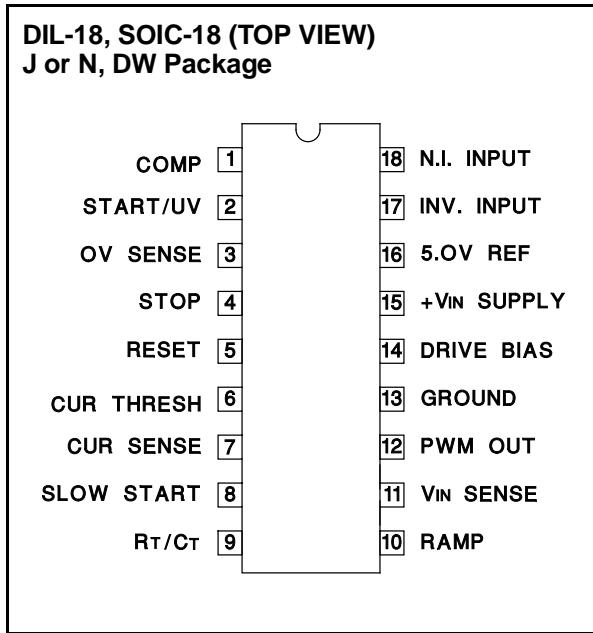 DIL-18, SOIC-18 (TOP VIEW)
J or N, DW Package
COMP 1 18 N.I. INPUT
START/UV 2 17 INV. INPUT
OV SENSE 3 16 5.OV REF
STOP 4 15 +VIN SUPPLY
RESET 5 14 DRIVE BIAS
CUR THRESH 6 13 GROUND
CUR SENSE 7 12 PWM OUT
SLOW START 8 11 VIN SENSE
RT/CT 9 10 RAMP